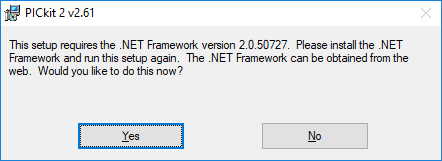 PICkit 2 v2.61
This setup requires the .NET Framework version 2.0.50727.  Please install the .NET
Framework and run this setup again.  The .NET Framework can be obtained from the
web.  Would you like to do this now?
Yes
No